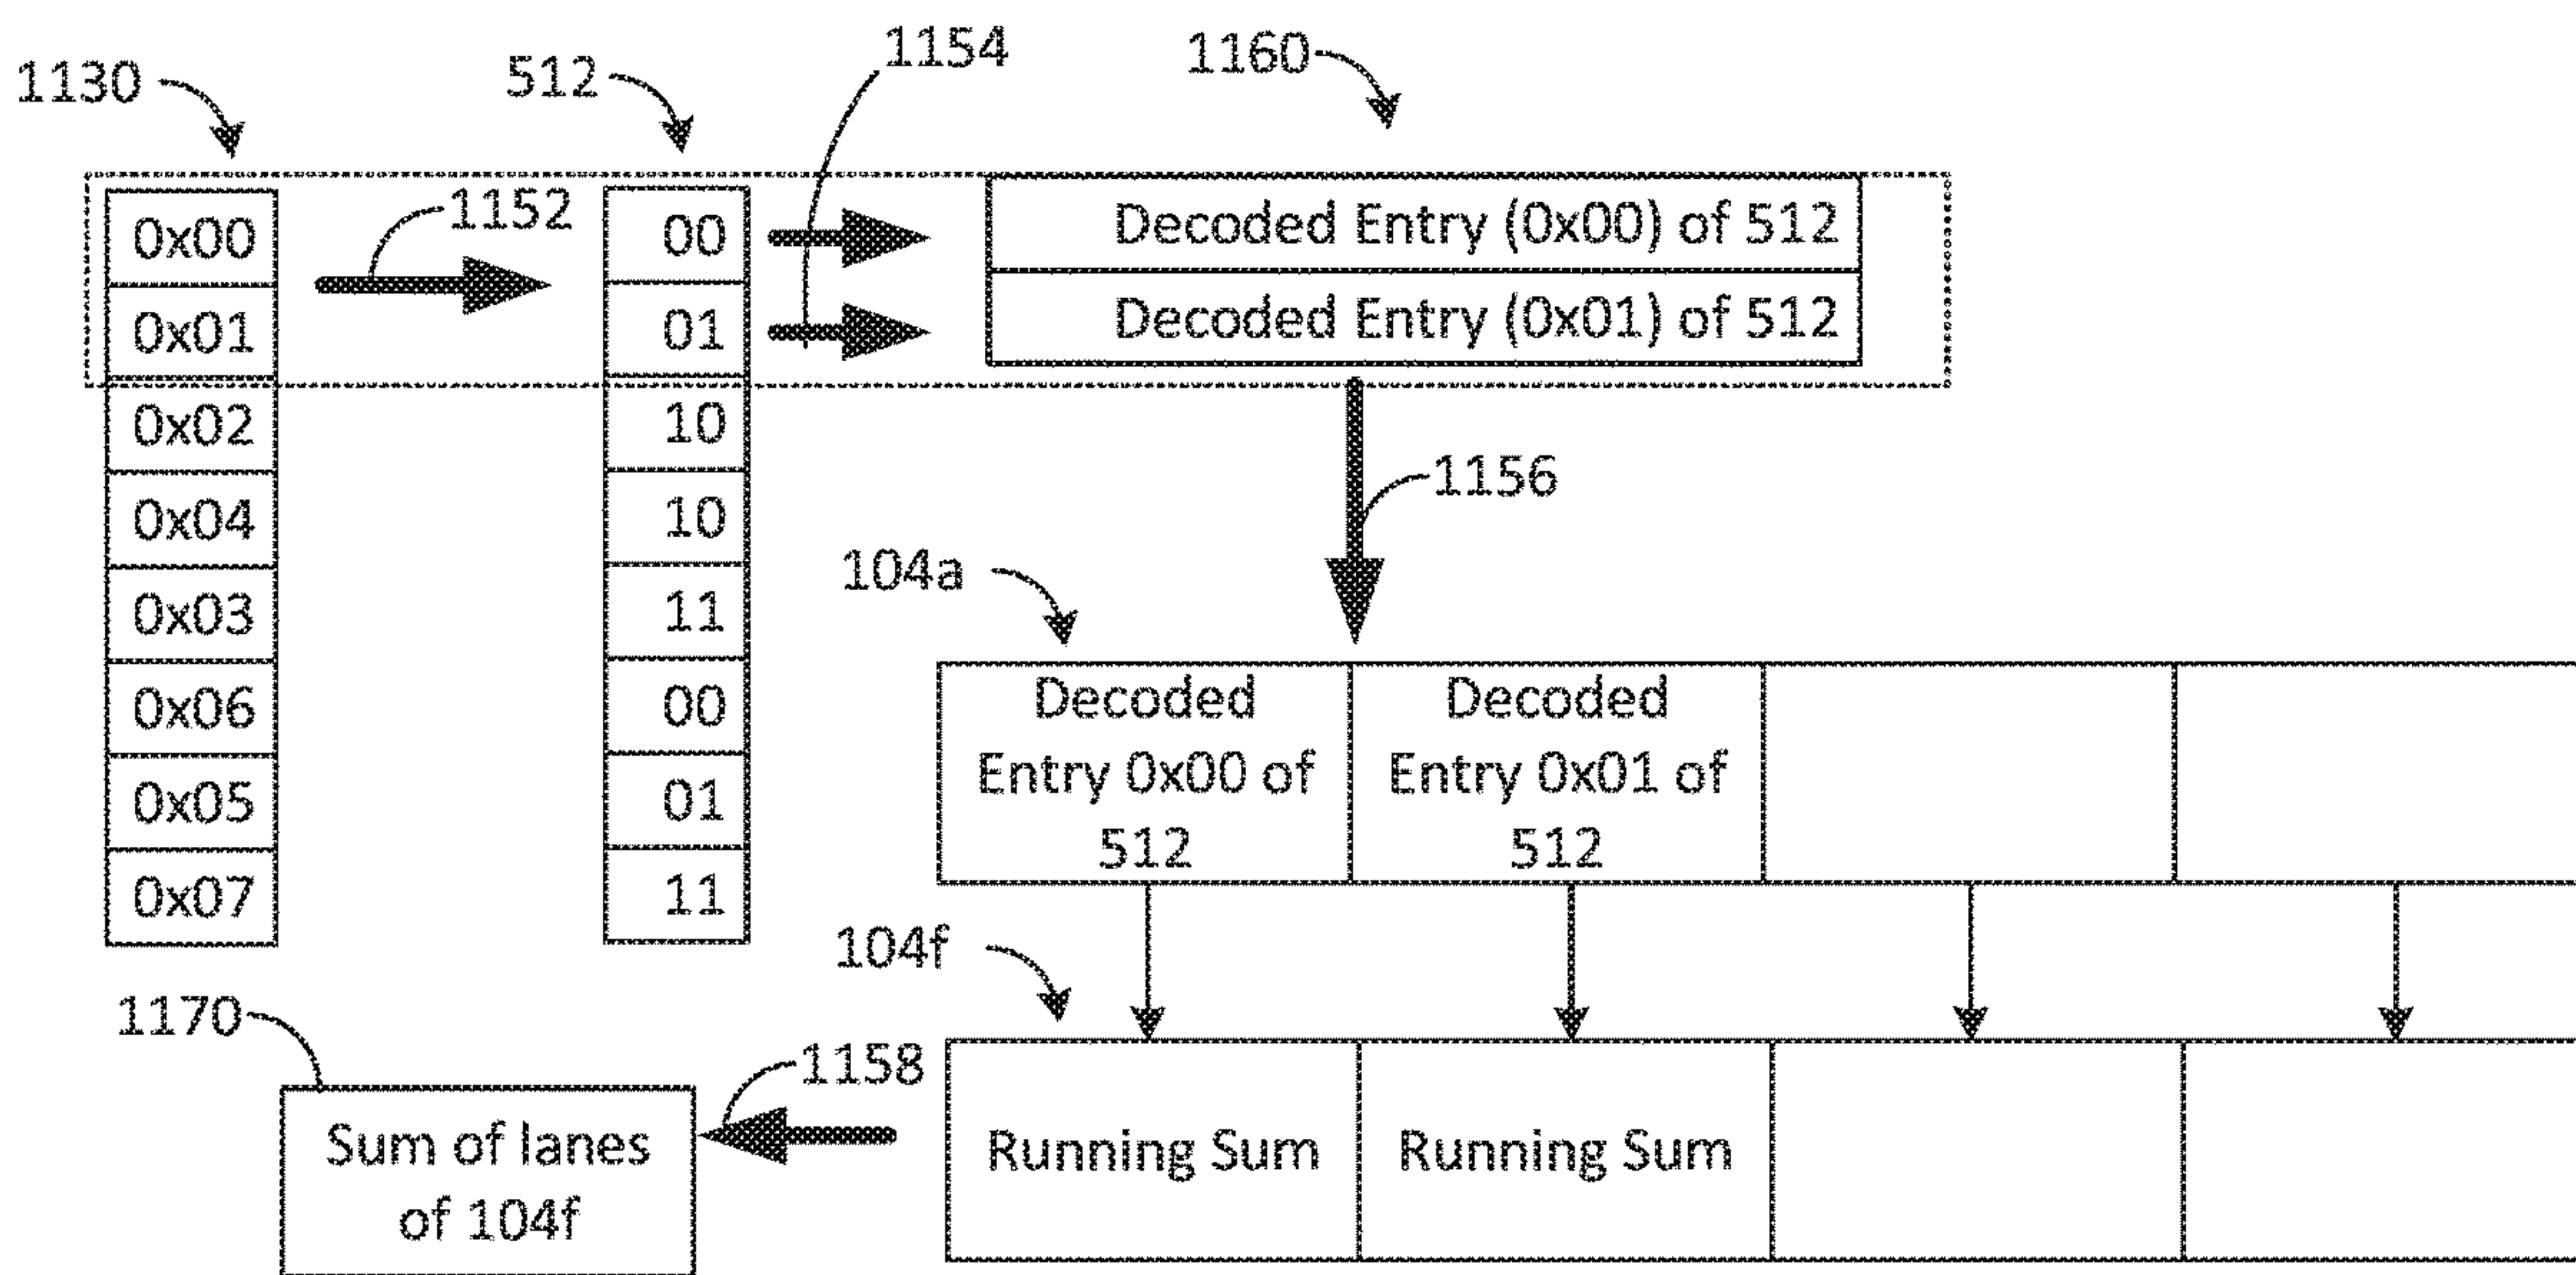 1130
512
1154
1160
1152
0x00
0x01
0x02
0x04
0x03
0x06
0x05
0x07
00
01
10
10
11
00
01
11
Decoded Entry (0x00) of 512
Decoded Entry (0x01) of 512
1156
104a
Decoded
Entry 0x00 of
512
Decoded
Entry 0x01 of
512
104f
Running Sum
Running Sum
1158
1170
Sum of lanes
of 104f